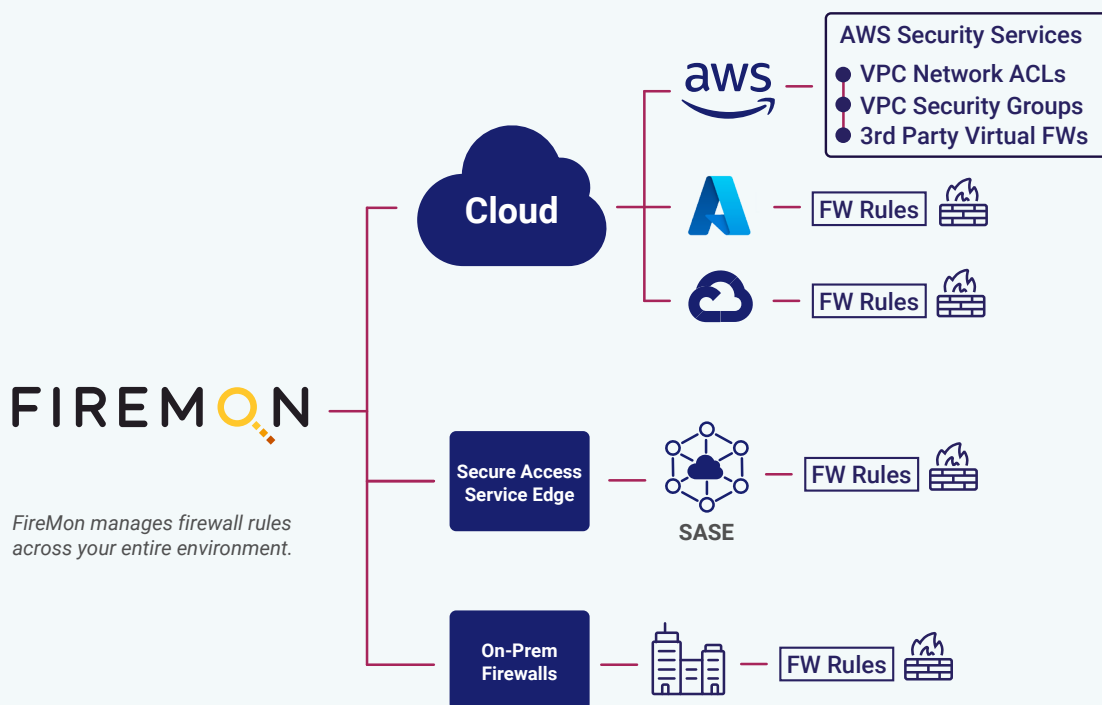 aws
AWS Security Services
VPC Network ACLs
VPC Security Groups
3rd Party Virtual FWs
Cloud
FW Rules
FW Rules
FIREMON
FireMon manages firewall rules
across your entire environment.
Secure Access
Service Edge
SASE
FW Rules
On-Prem
Firewalls
FW Rules